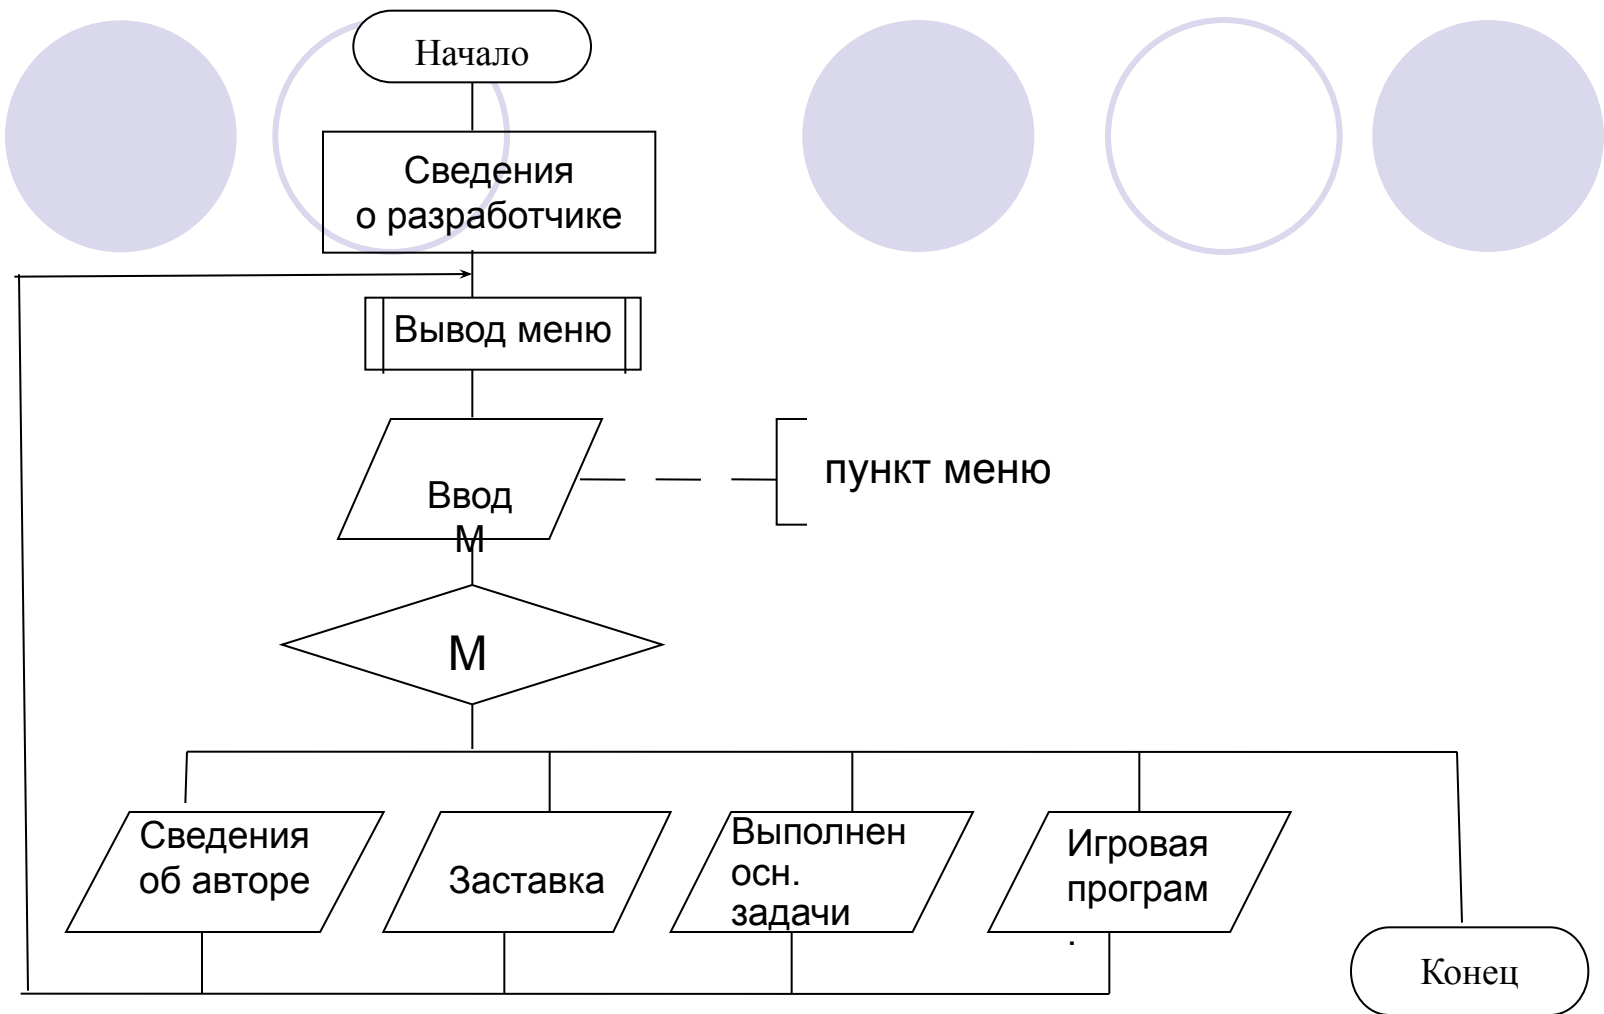 Начало
Сведения
о разработчике
Вывод меню
Ввод
М
пункт меню
М
Сведения
об авторе
Заставка
Выполнен
осн.
задачи
Игровая
програм
.
Конец